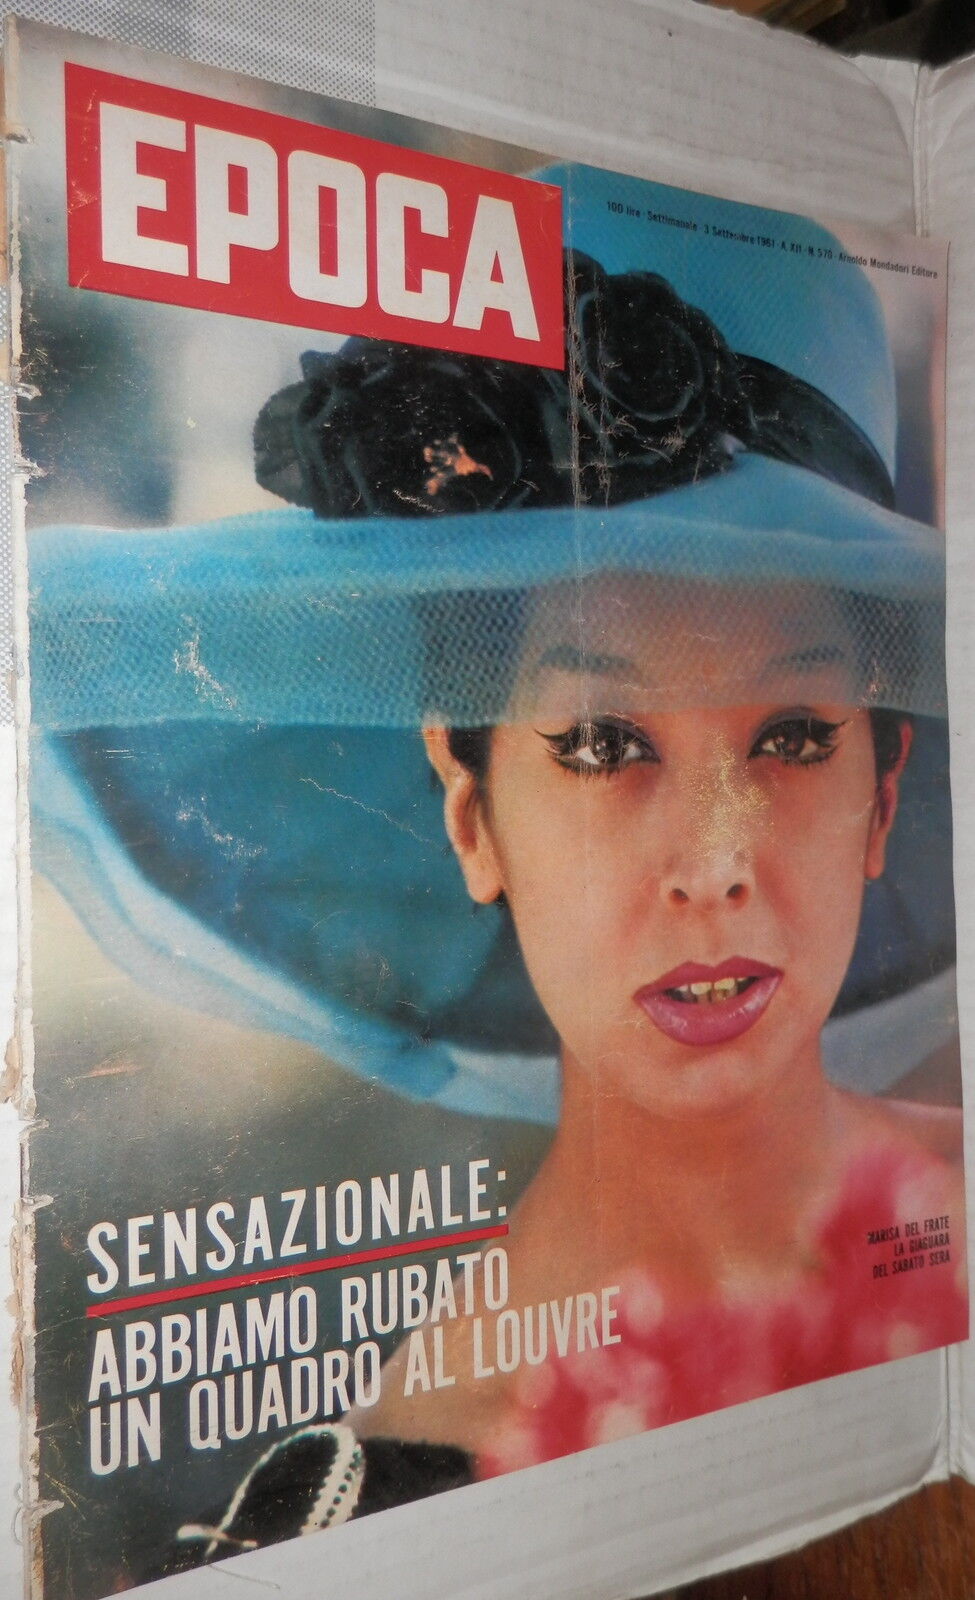 EPOCA
100 lire · Settimanale · 3 Settembre 1961 · A. XII · N. 570 · Arnoldo Mondadori Editore
SENSAZIONALE:
ABBIAMO RUBATO
UN QUADRO AL LOUVRE
MARISA DEL FRATE
LA GIAGUARA
DEL SABATO SERA